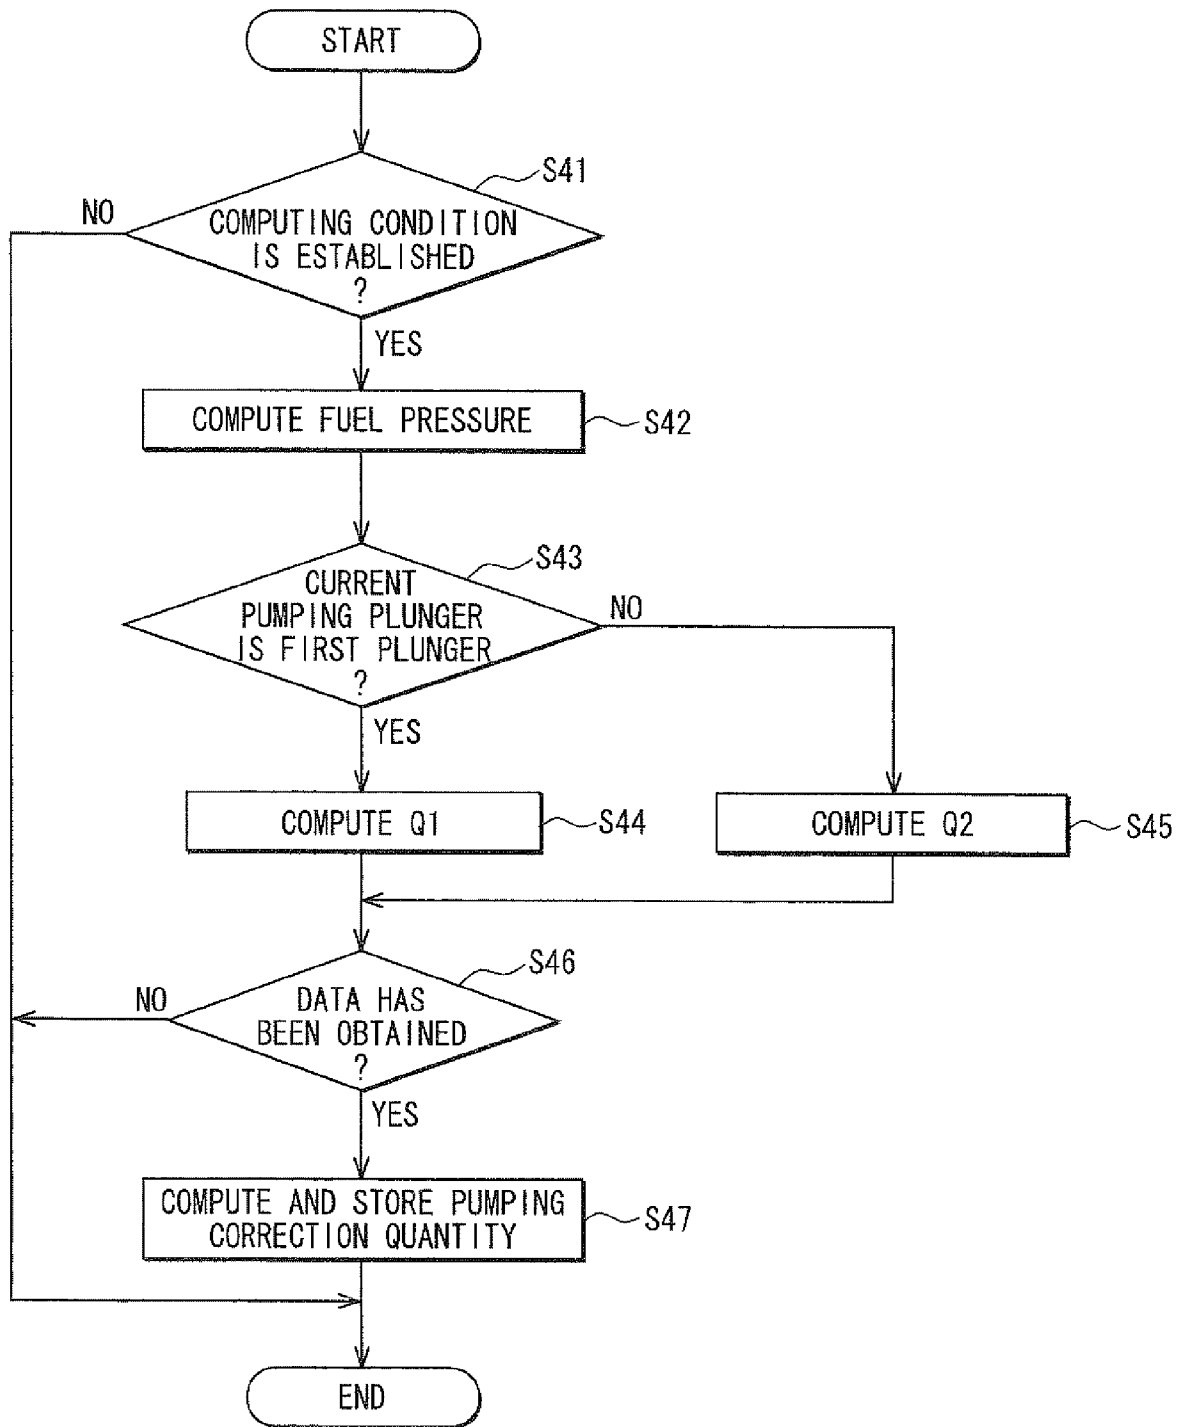 START
S41
NO
COMPUTING CONDITION
IS ESTABLISHED
?
YES
COMPUTE FUEL PRESSURE
S42
S43
CURRENT
PUMPING PLUNGER
IS FIRST PLUNGER
?
NO
YES
COMPUTE Q1
S44
COMPUTE Q2
S45
S46
NO
DATA HAS
BEEN OBTAINED
?
YES
COMPUTE AND STORE PUMPING
CORRECTION QUANTITY
S47
END